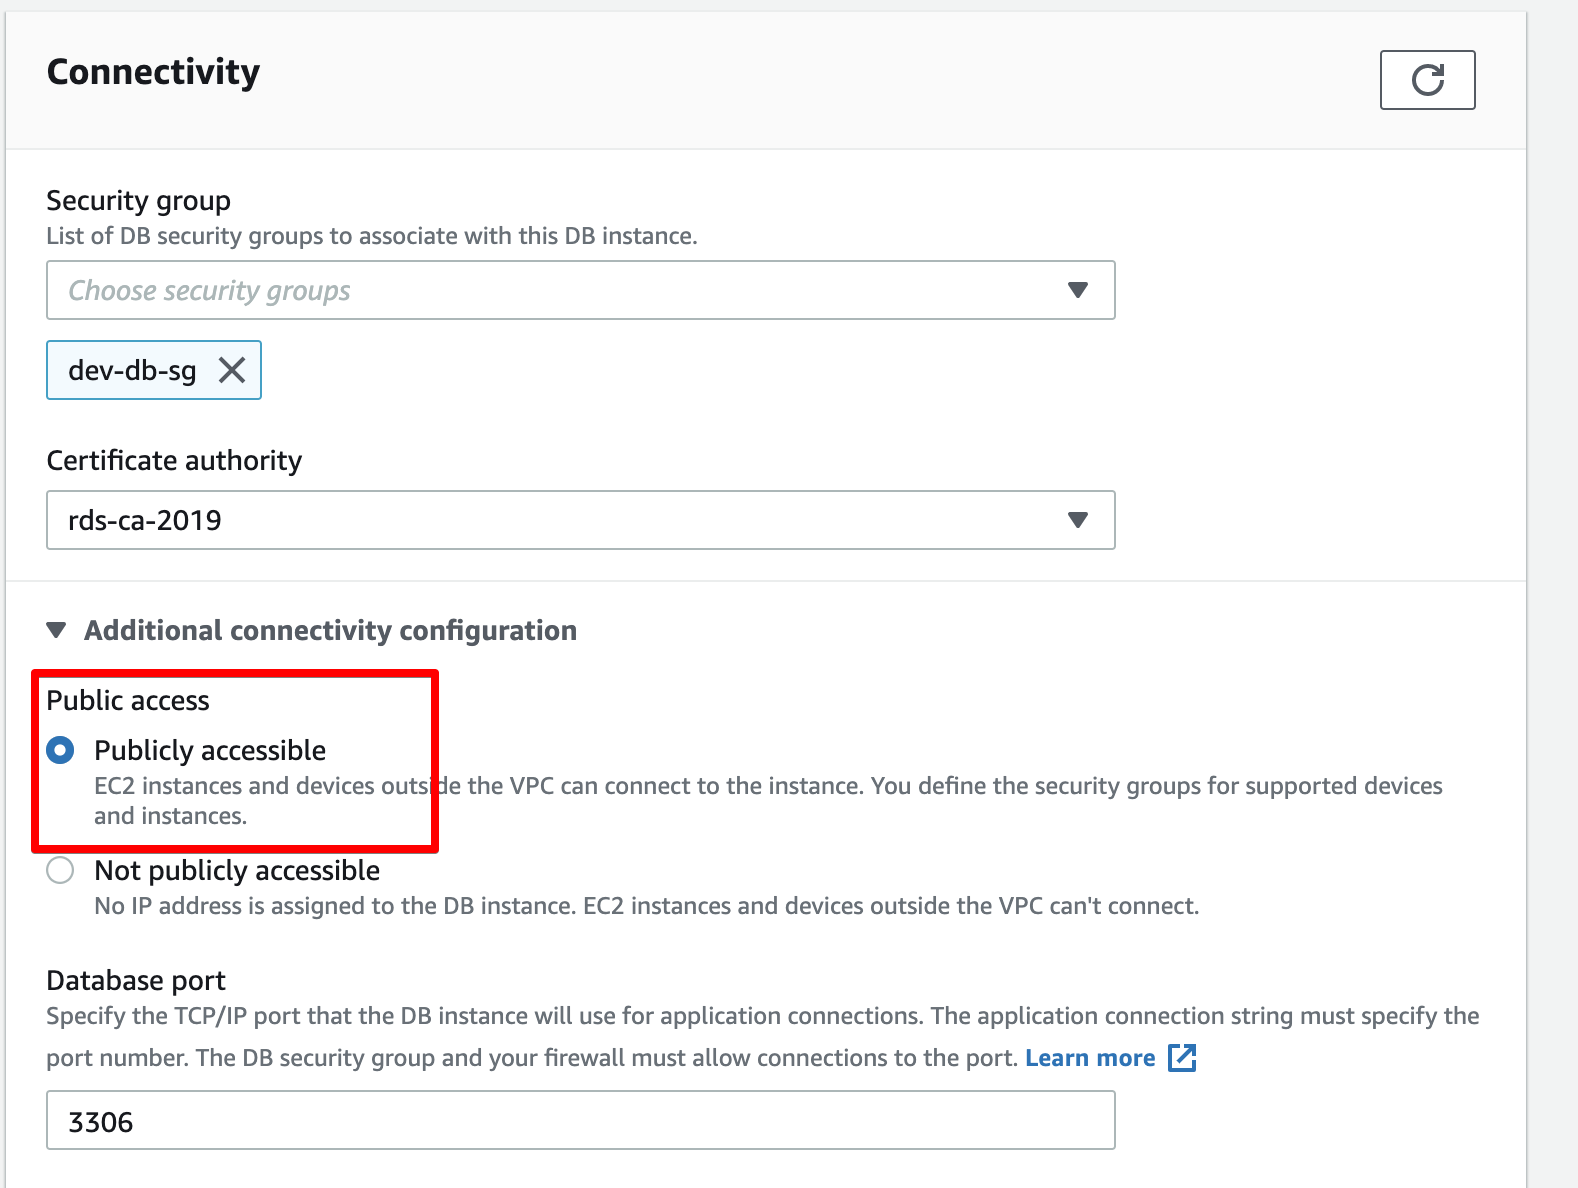 Connectivity
Security group
List of DB security groups to associate with this DB instance.
Choose security groups
dev-db-sg
Certificate authority
rds-ca-2019
Additional connectivity configuration
Public access
Publicly accessible
EC2 instances and devices outside the VPC can connect to the instance. You define the security groups for supported devices
and instances.
Not publicly accessible
No IP address is assigned to the DB instance. EC2 instances and devices outside the VPC can't connect.
Database port
Specify the TCP/IP port that the DB instance will use for application connections. The application connection string must specify the
port number. The DB security group and your firewall must allow connections to the port. Learn more
3306